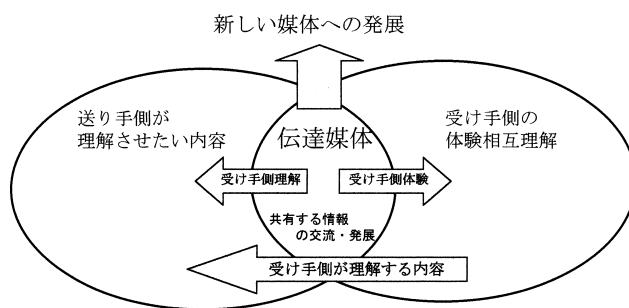 新しい媒体への発展
送り手側が
理解させたい内容
伝達媒体
受け手側の
体験相互理解
受け手側理解
受け手側体験
共有する情報
の交流・発展
受け手側が理解する内容